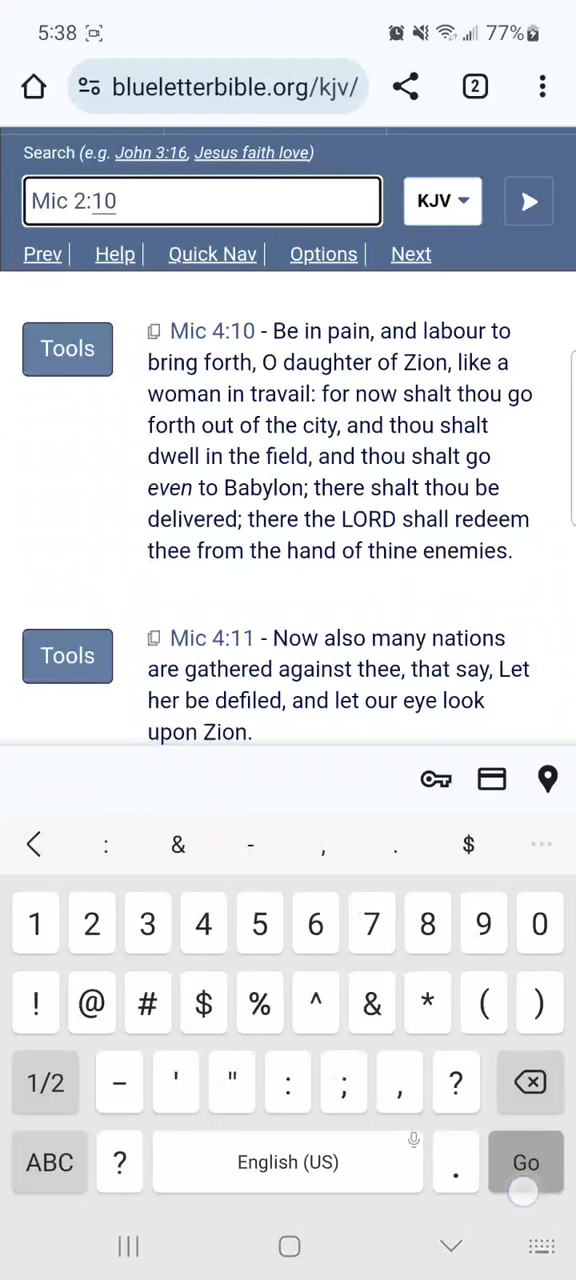 5:38 77%
blueletterbible.org/kjv/ 2
Search (e.g. John 3:16, Jesus faith love)
Mic 2:10 KJV
Prev | Help | Quick Nav | Options | Next
Tools
Mic 4:10 - Be in pain, and labour to
bring forth, O daughter of Zion, like a
woman in travail: for now shalt thou go
forth out of the city, and thou shalt
dwell in the field, and thou shalt go
even to Babylon; there shalt thou be
delivered; there the LORD shall redeem
thee from the hand of thine enemies.
Tools
Mic 4:11 - Now also many nations
are gathered against thee, that say, Let
her be defiled, and let our eye look
upon Zion.
: & - , . $ ...
1 2 3 4 5 6 7 8 9 0
! @ # $ % ^ & * ( )
1/2 - ' " : ; , ?
ABC ? English (US) . Go